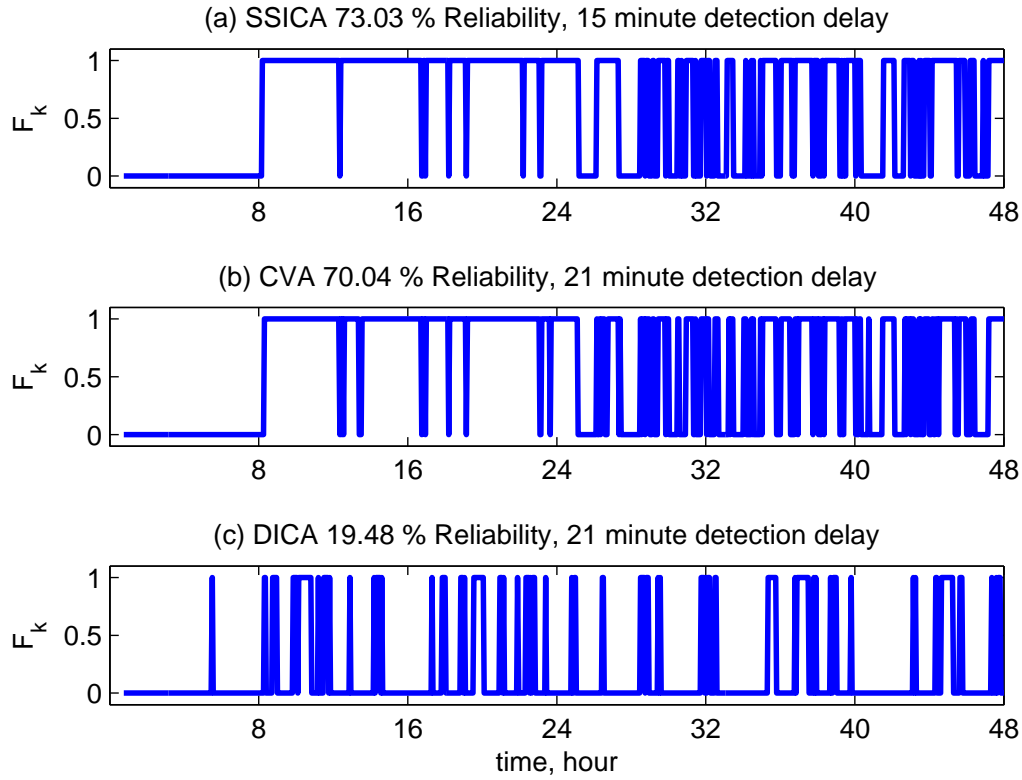 (a) SSICA 73.03 % Reliability, 15 minute detection delay
1
0.5
0
F_k
8 16 24 32 40 48
(b) CVA 70.04 % Reliability, 21 minute detection delay
1
0.5
0
F_k
8 16 24 32 40 48
(c) DICA 19.48 % Reliability, 21 minute detection delay
1
0.5
0
F_k
8 16 24 32 40 48
time, hour